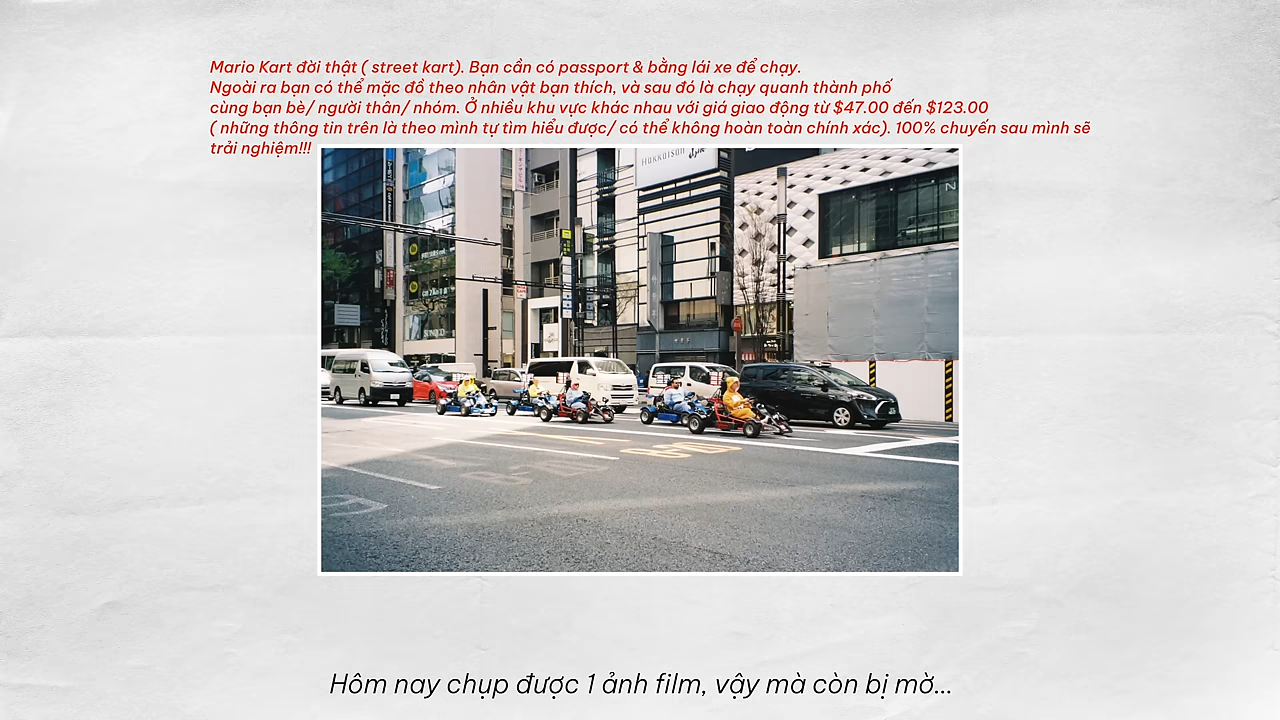 Mario Kart đời thật ( street kart). Bạn cần có passport & bằng lái xe để chạy.
Ngoài ra bạn có thể mặc đồ theo nhân vật bạn thích, và sau đó là chạy quanh thành phố
cùng bạn bè/ người thân/ nhóm. Ở nhiều khu vực khác nhau với giá giao động từ $47.00 đến $123.00
( những thông tin trên là theo mình tự tìm hiểu được/ có thể không hoàn toàn chính xác). 100% chuyến sau mình sẽ
trải nghiệm!!!
Hakkaisan
Hôm nay chụp được 1 ảnh film, vậy mà còn bị mờ...